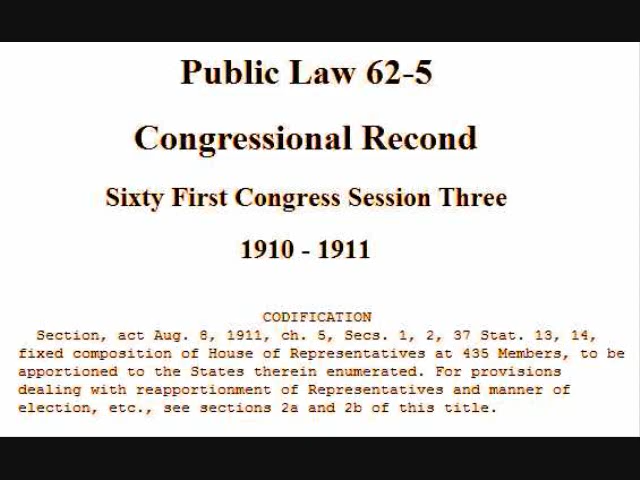 Public Law 62-5
Congressional Recond
Sixty First Congress Session Three
1910 - 1911
CODIFICATION
Section, act Aug. 8, 1911, ch. 5, Secs. 1, 2, 37 Stat. 13, 14,
fixed composition of House of Representatives at 435 Members, to be
apportioned to the States therein enumerated. For provisions
dealing with reapportionment of Representatives and manner of
election, etc., see sections 2a and 2b of this title.